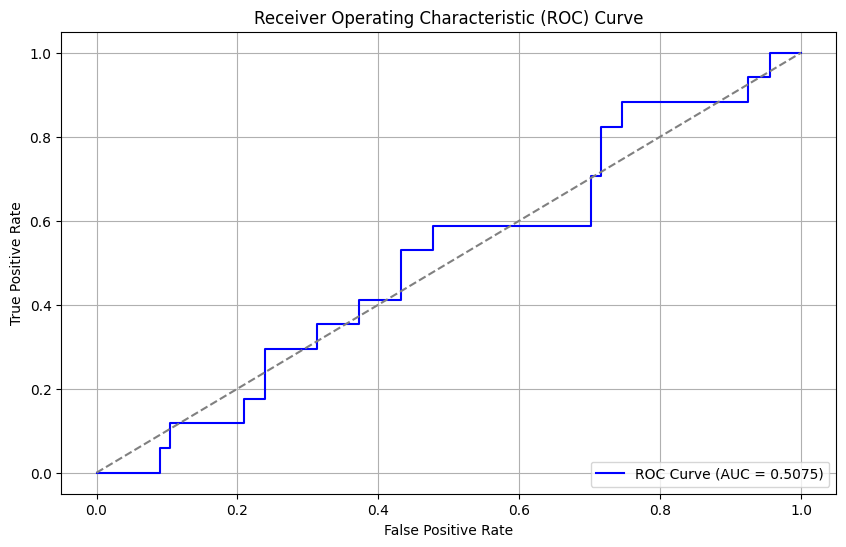 Receiver Operating Characteristic (ROC) Curve
1.0
0.8
0.6
0.4
0.2
0.0
True Positive Rate
ROC Curve (AUC = 0.5075)
0.0 0.2 0.4 0.6 0.8 1.0
False Positive Rate